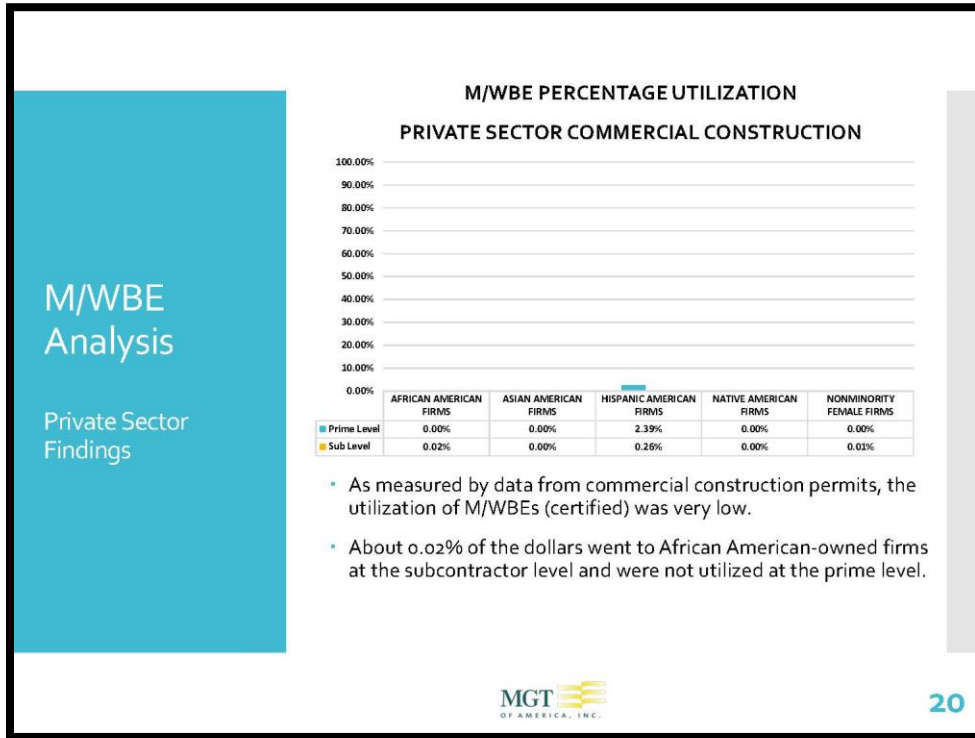 M/WBE PERCENTAGE UTILIZATION
PRIVATE SECTOR COMMERCIAL CONSTRUCTION
M/WBE
Analysis
Private Sector
Findings
100.00%
90.00%
80.00%
70.00%
60.00%
50.00%
40.00%
30.00%
20.00%
10.00%
0.00%
AFRICAN AMERICAN FIRMS
ASIAN AMERICAN FIRMS
HISPANIC AMERICAN FIRMS
NATIVE AMERICAN FIRMS
NONMINORITY FEMALE FIRMS
Prime Level 0.00% 0.00% 2.39% 0.00% 0.00%
Sub Level 0.02% 0.00% 0.26% 0.00% 0.01%
▪ As measured by data from commercial construction permits, the
utilization of M/WBEs (certified) was very low.
▪ About 0.02% of the dollars went to African American-owned firms
at the subcontractor level and were not utilized at the prime level.
MGT
OF AMERICA, INC.
20